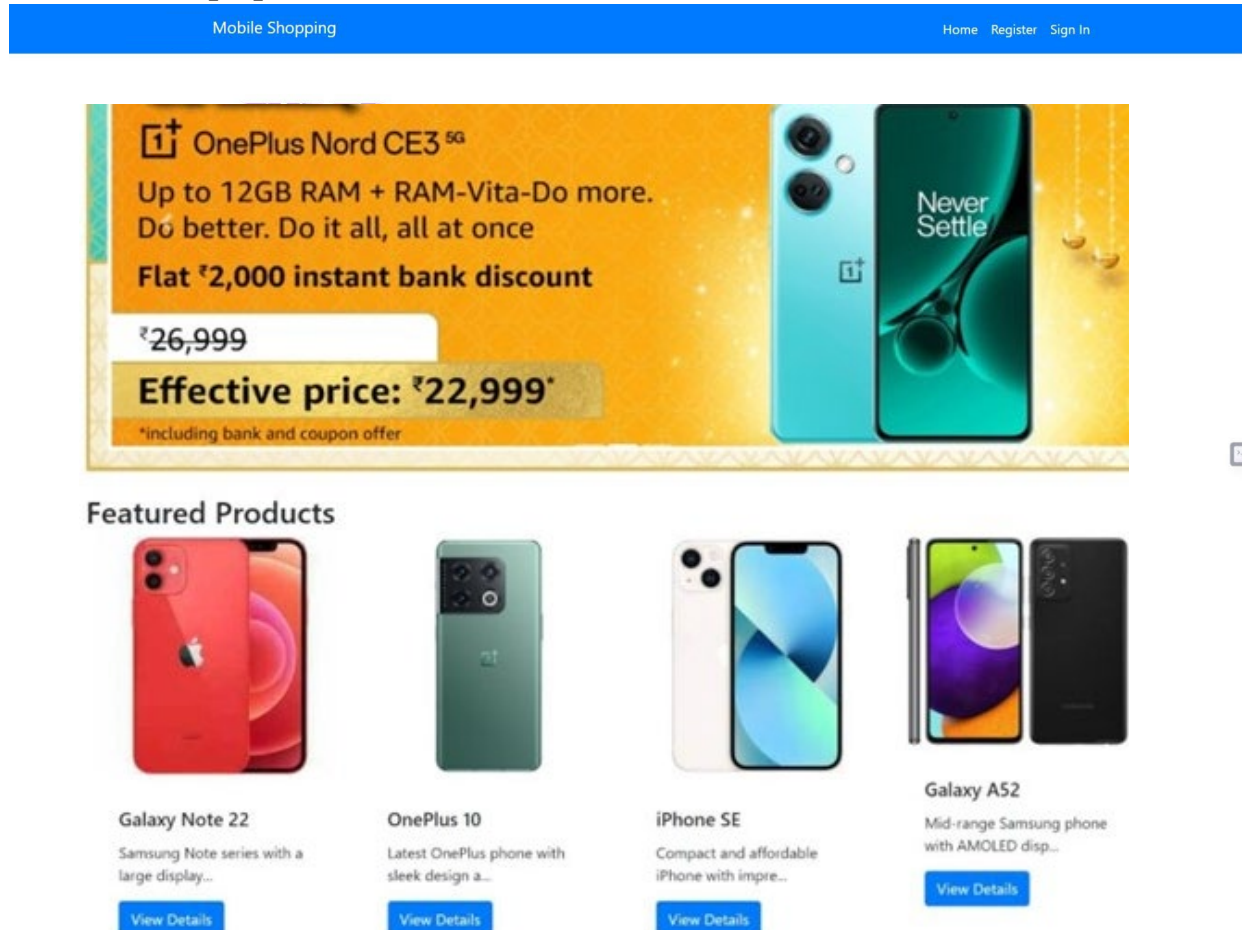 Mobile Shopping
Home Register Sign In
OnePlus Nord CE3 5G
Up to 12GB RAM + RAM-Vita-Do more.
Do better. Do it all, all at once
Flat ₹2,000 instant bank discount
₹26,999
Effective price: ₹22,999*
*including bank and coupon offer
Never
Settle
Featured Products
Galaxy Note 22
Samsung Note series with a
large display...
View Details
OnePlus 10
Latest OnePlus phone with
sleek design a...
View Details
iPhone SE
Compact and affordable
iPhone with impre...
View Details
Galaxy A52
Mid-range Samsung phone
with AMOLED disp...
View Details